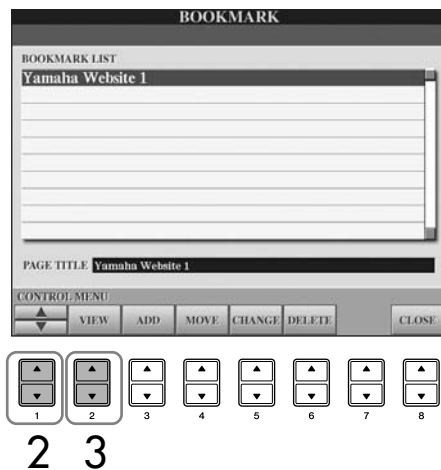 BOOKMARK
BOOKMARK LIST
Yamaha Website 1
PAGE TITLE Yamaha Website 1
CONTROL MENU
VIEW ADD MOVE CHANGE DELETE CLOSE
1 2 3 4 5 6 7 8
2 3